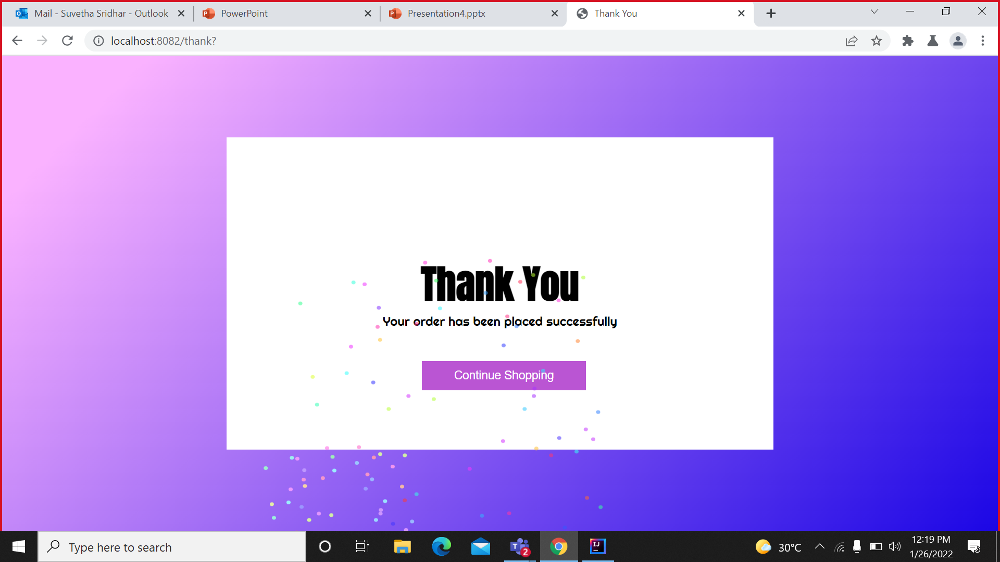 Mail - Suvetha Sridhar - Outlook
PowerPoint
Presentation4.pptx
Thank You
localhost:8082/thank?
Thank You
Your order has been placed successfully
Continue Shopping
Type here to search
2
30°C
12:19 PM
1/26/2022